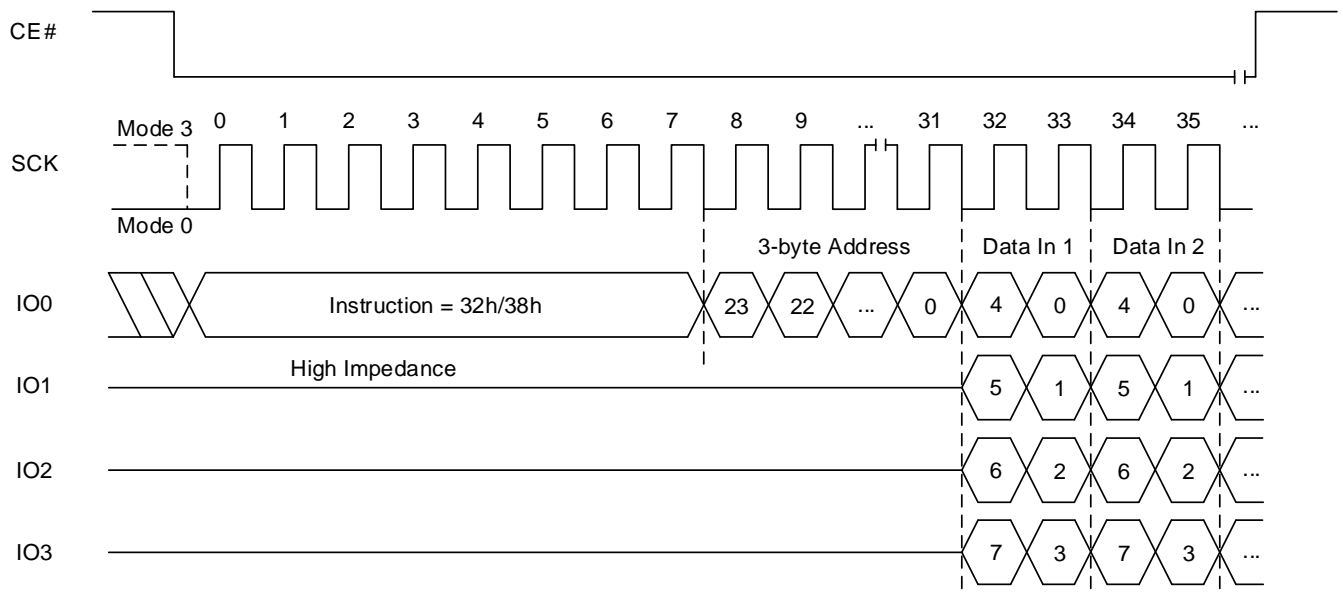 CE#
Mode 3 0 1 2 3 4 5 6 7 8 9 ... 31 32 33 34 35 ...
SCK
Mode 0
3-byte Address Data In 1 Data In 2
IO0 Instruction = 32h/38h 23 22 ... 0 4 0 4 0 ...
High Impedance
IO1 5 1 5 1 ...
IO2 6 2 6 2 ...
IO3 7 3 7 3 ...